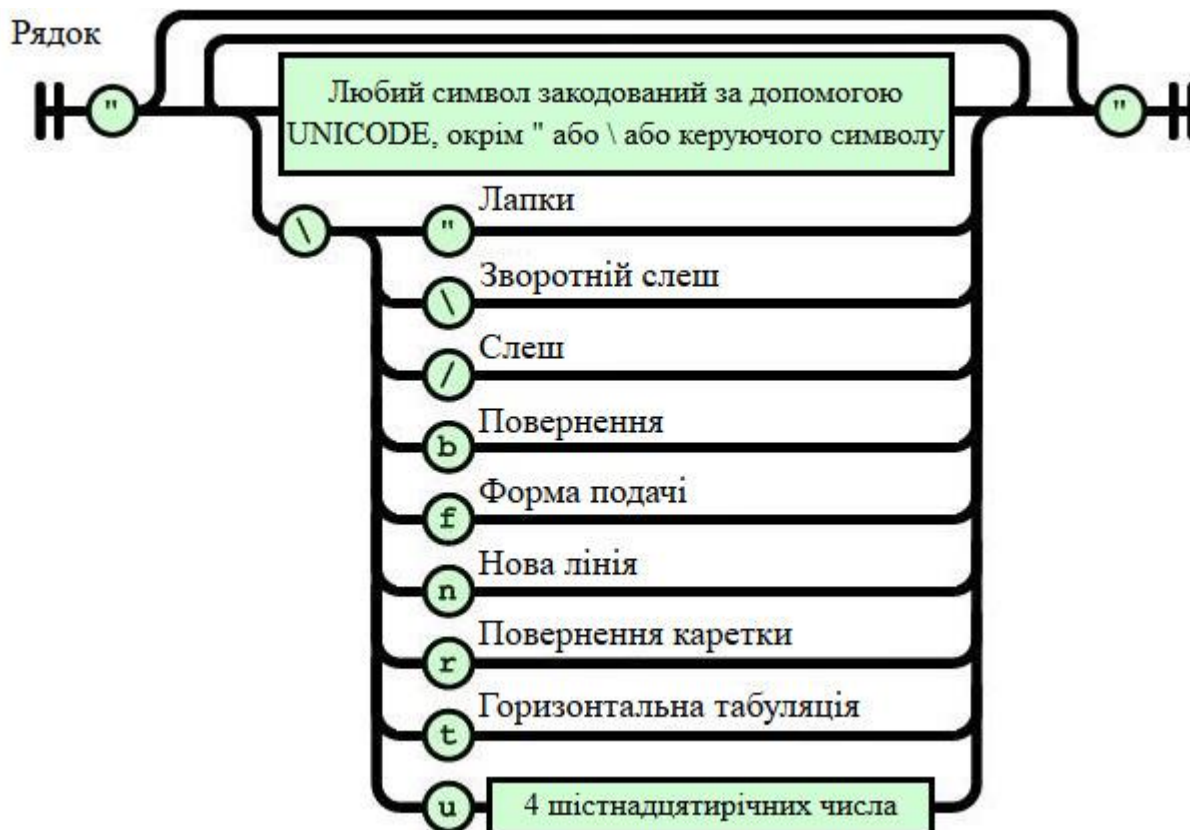 Рядок
" Любий символ закодований за допомогою "
UNICODE, окрім " або \ або керуючого символу
Лапки
\ "
Зворотній слеш
\
Слеш
/
Повернення
b
Форма подачі
f
Нова лінія
n
Повернення каретки
r
Горизонтальна табуляція
t
u 4 шістнадцятирічних числа